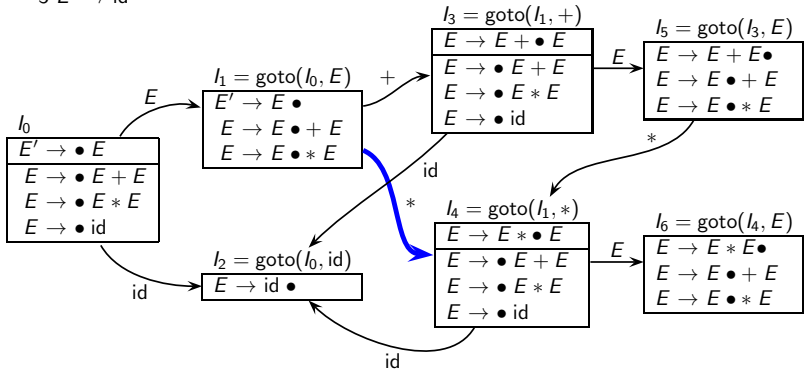 I₃ = goto(I₁, +)
E → E + ● E
E → ● E + E
E → ● E ∗ E
E → ● id
I₅ = goto(I₃, E)
E → E + E●
E → E ● + E
E → E ● ∗ E
E
I₁ = goto(I₀, E)
E′ → E ●
E → E ● + E
E → E ● ∗ E
+
E
I₀
E′ → ● E
E → ● E + E
E → ● E ∗ E
E → ● id
∗
id
∗
I₄ = goto(I₁, ∗)
E → E ∗ ● E
E → ● E + E
E → ● E ∗ E
E → ● id
I₆ = goto(I₄, E)
E → E ∗ E●
E → E ● + E
E → E ● ∗ E
E
I₂ = goto(I₀, id)
E → id ●
id
id